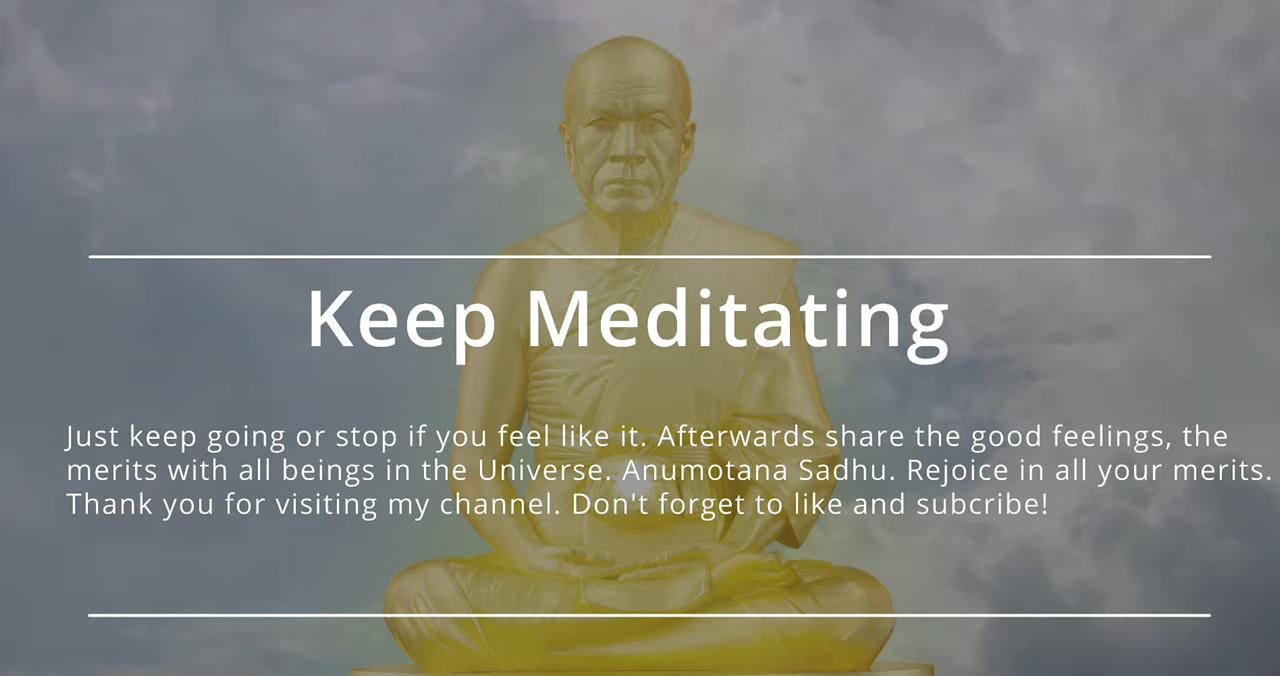 Keep Meditating
Just keep going or stop if you feel like it. Afterwards share the good feelings, the
merits with all beings in the Universe. Anumotana Sadhu. Rejoice in all your merits.
Thank you for visiting my channel. Don't forget to like and subcribe!